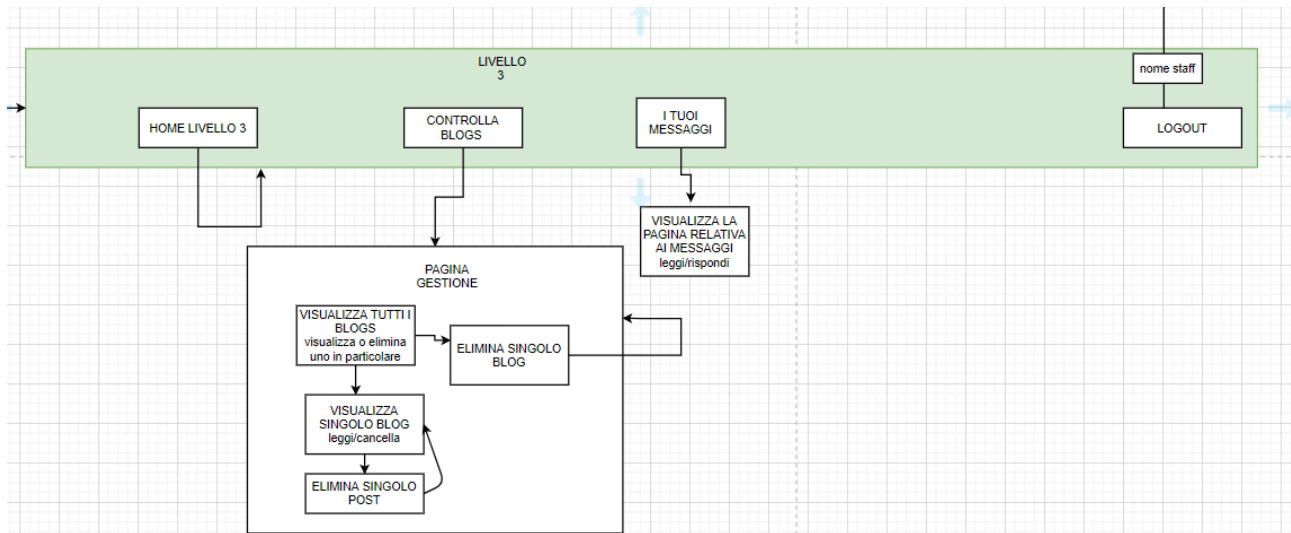 LIVELLO
3
nome staff
HOME LIVELLO 3
CONTROLLA
BLOGS
I TUOI
MESSAGGI
LOGOUT
VISUALIZZA LA
PAGINA RELATIVA
AI MESSAGGI
leggi/rispondi
PAGINA
GESTIONE
VISUALIZZA TUTTI I
BLOGS
visualizza o elimina
uno in particolare
ELIMINA SINGOLO
BLOG
VISUALIZZA
SINGOLO BLOG
leggi/cancella
ELIMINA SINGOLO
POST